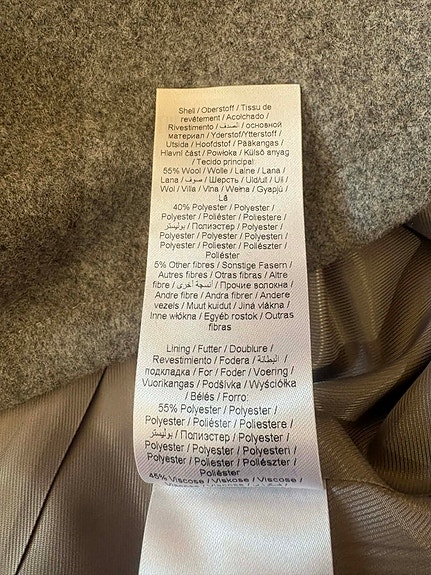 Shell / Oberstoff / Tissu de
revêtement / Acolchado /
Rivestimento / الصدف / основной
материал / Yderstof/Ytterstoff /
Utsida / Hoofdstof / Pääkangas /
Hlavní část / Powłoka / Külső anyag
/ Tecido principal:
55% Wool / Wolle / Laine / Lana /
Lana / صوف / Шерсть / Uld/ull / Ull /
Wol / Villa / Vlna / Wełna / Gyapjú /
Lã
40% Polyester / Polyester /
Polyester / Poliéster / Poliestere /
بوليستر / Полиэстер / Polyester /
Polyester / Polyester / Polyesteri /
Polyester / Poliester / Poliészter /
Poliéster
5% Other fibres / Sonstige Fasern /
Autres fibres / Otras fibras / Altre
fibre / أنسجة أخرى / Прочие волокна /
Andre fibre / Andra fibrer / Andere
vezels / Muut kuidut / Jiná vlákna /
Inne włókna / Egyéb rostok / Outras
fibras
Lining / Futter / Doublure /
Revestimiento / Fodera / البطانة /
подкладка / For / Foder / Voering /
Vuorikangas / Podšívka / Wyściółka
/ Bélés / Forro:
55% Polyester / Polyester /
Polyester / Poliéster / Poliestere /
بوليستر / Полиэстер / Polyester /
Polyester / Polyester / Polyesteri /
Polyester / Poliester / Poliészter /
Poliéster
45% Viscose / Viskose / Viscose /